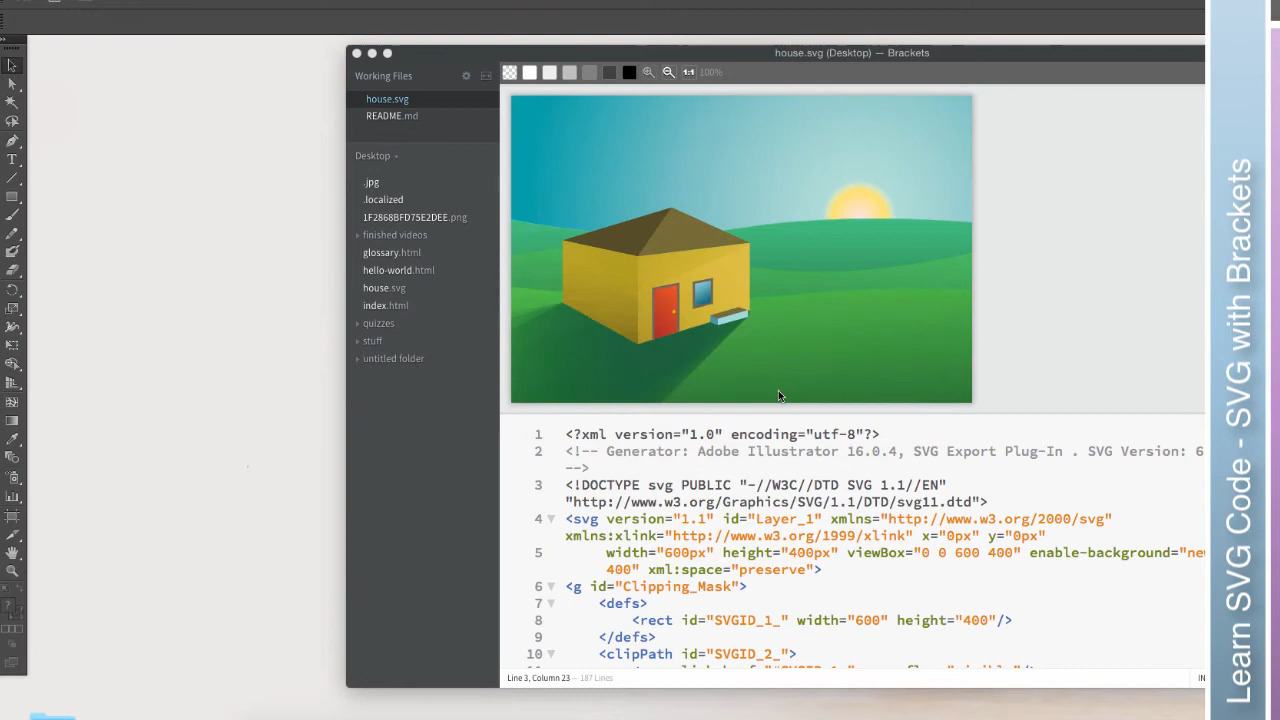 house.svg (Desktop) — Brackets
Working Files
house.svg
README.md
Desktop
.jpg
.localized
1F2868BFD75E2DEE.png
finished videos
glossary.html
hello-world.html
house.svg
index.html
quizzes
stuff
untitled folder
1:1 100%
1 <?xml version="1.0" encoding="utf-8"?>
2 <!-- Generator: Adobe Illustrator 16.0.4, SVG Export Plug-In . SVG Version: 6
-->
3 <!DOCTYPE svg PUBLIC "-//W3C//DTD SVG 1.1//EN"
"http://www.w3.org/Graphics/SVG/1.1/DTD/svg11.dtd">
4 <svg version="1.1" id="Layer_1" xmlns="http://www.w3.org/2000/svg"
xmlns:xlink="http://www.w3.org/1999/xlink" x="0px" y="0px"
5 width="600px" height="400px" viewBox="0 0 600 400" enable-background="new
400" xml:space="preserve">
6 <g id="Clipping_Mask">
7 <defs>
8 <rect id="SVGID_1_" width="600" height="400"/>
9 </defs>
10 <clipPath id="SVGID_2_">
Line 3, Column 23 — 187 Lines
IN
Learn SVG Code - SVG with Brackets